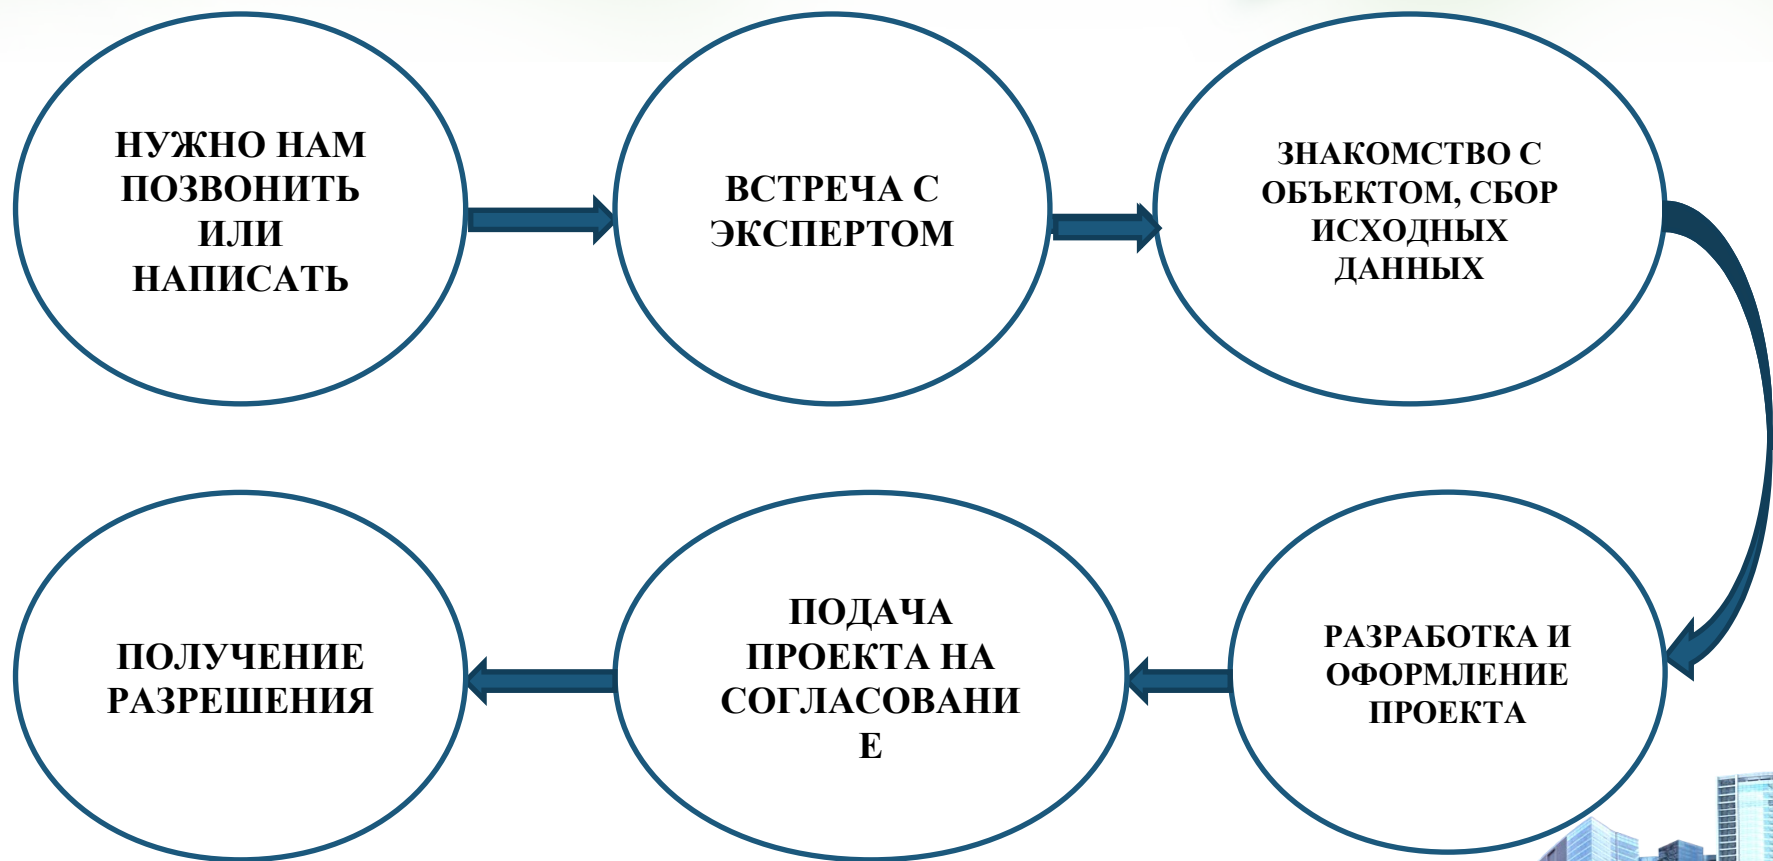 НУЖНО НАМ
ПОЗВОНИТЬ
ИЛИ
НАПИСАТЬ
ВСТРЕЧА С
ЭКСПЕРТОМ
ЗНАКОМСТВО С
ОБЪЕКТОМ, СБОР
ИСХОДНЫХ
ДАННЫХ
РАЗРАБОТКА И
ОФОРМЛЕНИЕ
ПРОЕКТА
ПОДАЧА
ПРОЕКТА НА
СОГЛАСОВАНИ
Е
ПОЛУЧЕНИЕ
РАЗРЕШЕНИЯ